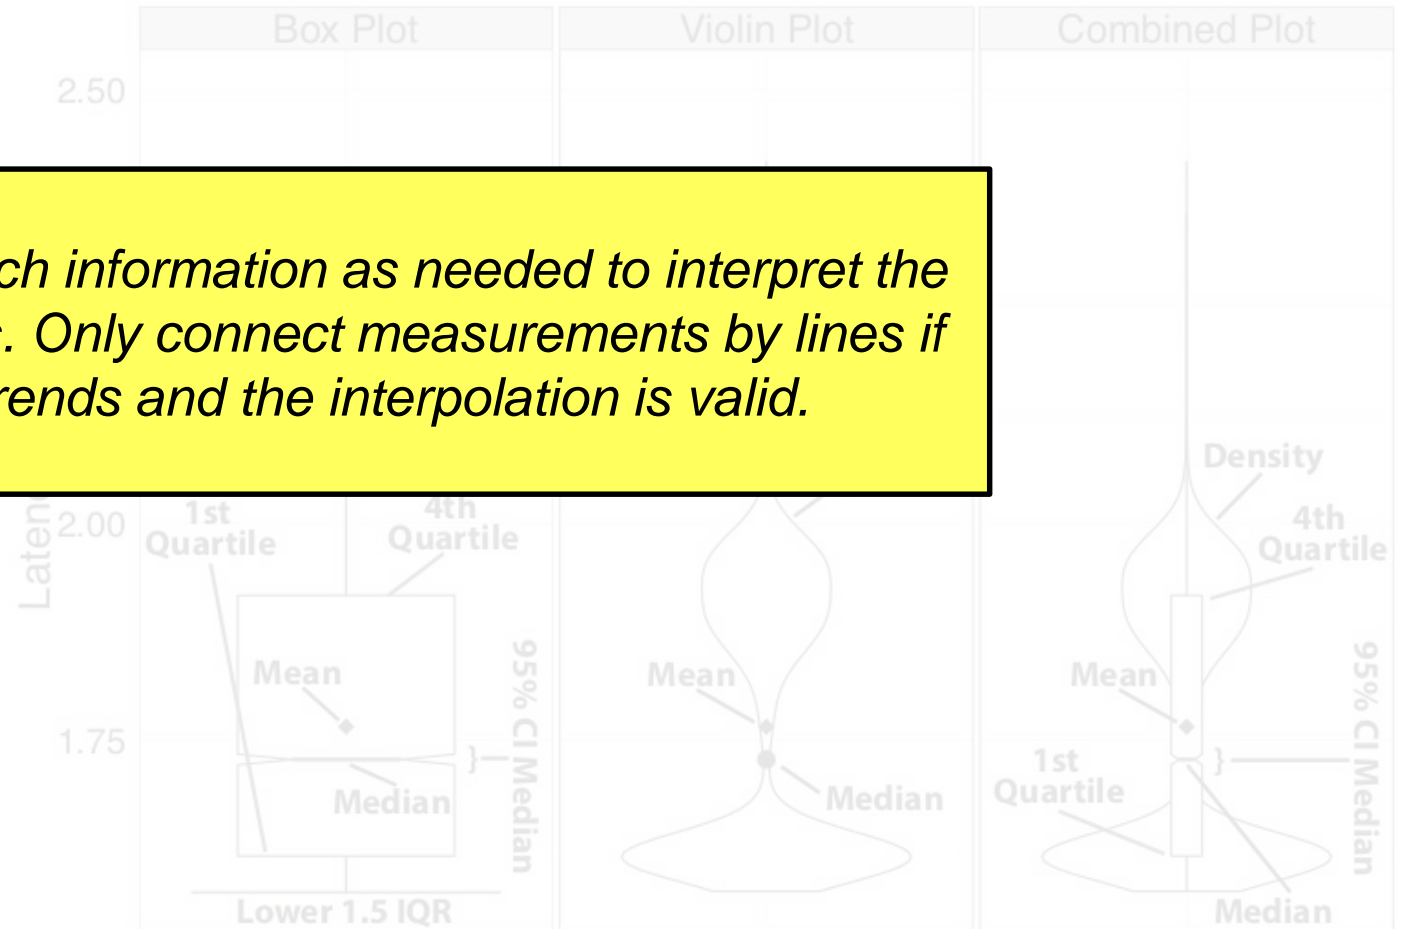 Box Plot
Violin Plot
Combined Plot
2.50
ch information as needed to interpret the
. Only connect measurements by lines if
rends and the interpolation is valid.
Density
2.00
1st
Quartile
4th
Quartile
4th
Quartile
Mean
Mean
Mean
95% CI Median
95% CI Median
1.75
1st
Quartile
Median
Median
Lower 1.5 IQR
Median